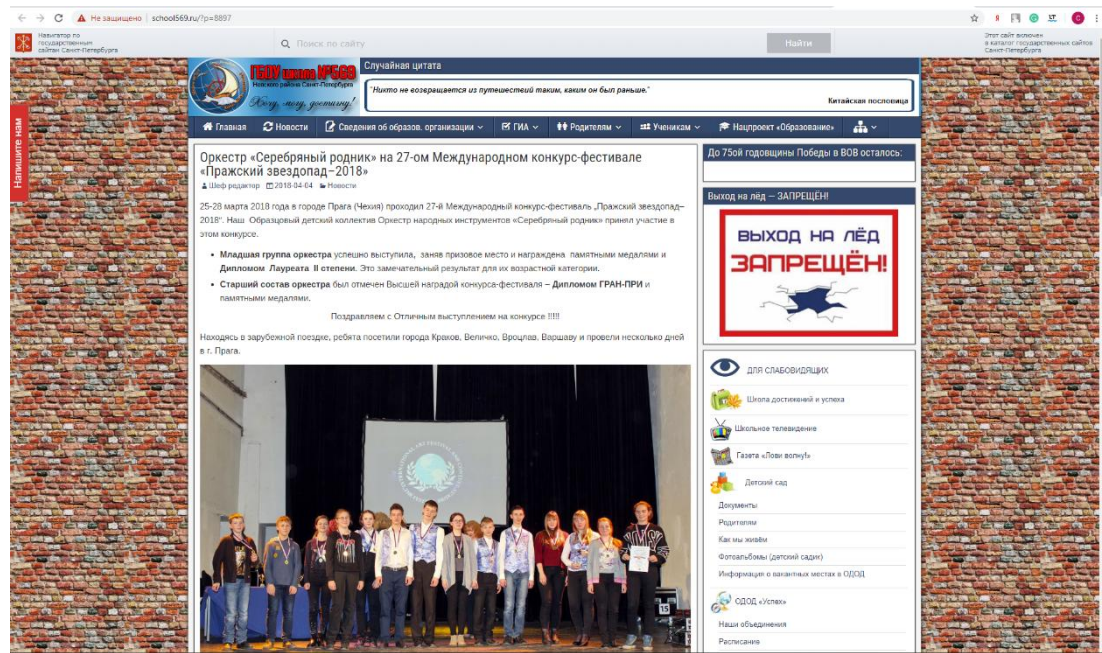 Не защищено | school569.ru/?p=8897
Навигатор по
государственным
сайтам Санкт-Петербурга
Поиск по сайту
Найти
Этот сайт включен
в каталог государственных сайтов
Санкт-Петербурга
ГБОУ школа №569
Невского района Санкт-Петербурга
Хочу, могу, достигну!
Случайная цитата
"Никто не возвращается из путешествий таким, каким он был раньше."
Китайская пословица
Напишите нам
Главная Новости Сведения об образов. организации ГИА Родителям Ученикам Нацпроект «Образование»
Оркестр «Серебряный родник» на 27-ом Международном конкурс-фестивале
«Пражский звездопад–2018»
Шеф редактор 2018-04-04 Новости
25-28 марта 2018 года в городе Прага (Чехия) проходил 27-й Международный конкурс-фестиваль „Пражский звездопад–
2018". Наш Образцовый детский коллектив Оркестр народных инструментов «Серебряный родник» принял участие в
этом конкурсе.
Младшая группа оркестра успешно выступила, заняв призовое место и награждена памятными медалями и
Дипломом Лауреата II степени. Это замечательный результат для их возрастной категории.
Старший состав оркестра был отмечен Высшей наградой конкурса-фестиваля – Дипломом ГРАН-ПРИ и
памятными медалями.
Поздравляем с Отличным выступлением на конкурсе !!!!!
Находясь в зарубежной поездке, ребята посетили города Краков, Величко, Вроцлав, Варшаву и провели несколько дней
в г. Прага.
15
До 75ой годовщины Победы в ВОВ осталось:
Выход на лёд — ЗАПРЕЩЁН!
ВЫХОД НА ЛЁД
ЗАПРЕЩЁН!
ДЛЯ СЛАБОВИДЯЩИХ
Школа достижений и успеха
Школьное телевидение
Газета «Лови волну!»
Детский сад
Документы
Родителям
Как мы живём
Фотоальбомы (детский садик)
Информация о вакантных местах в ОДОД
ОДОД «Успех»
Наши объединения
Расписание